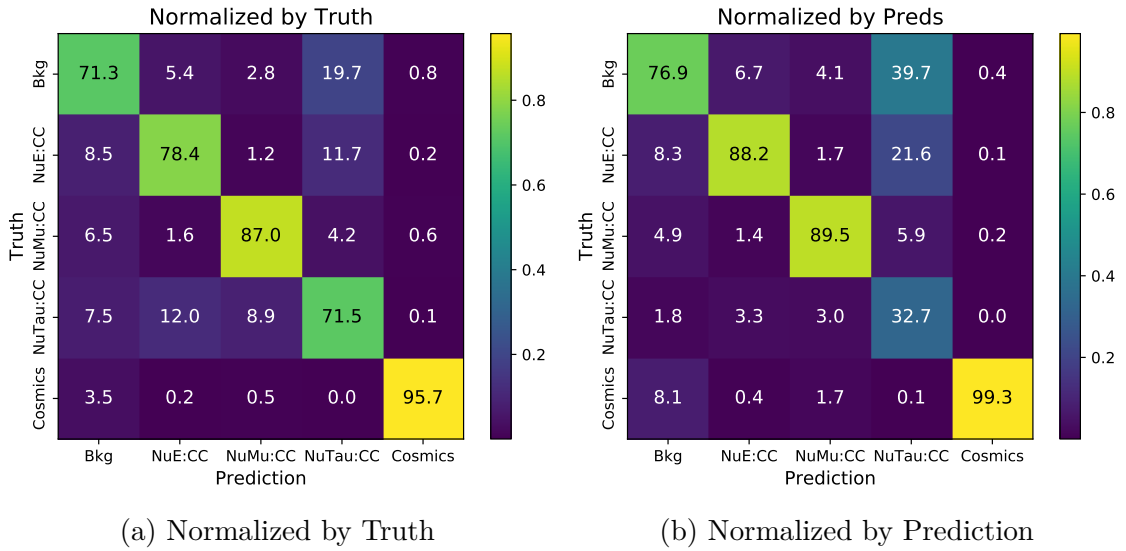 Normalized by Truth
Truth
Bkg 71.3 5.4 2.8 19.7 0.8
NuE:CC 8.5 78.4 1.2 11.7 0.2
NuMu:CC 6.5 1.6 87.0 4.2 0.6
NuTau:CC 7.5 12.0 8.9 71.5 0.1
Cosmics 3.5 0.2 0.5 0.0 95.7
Bkg NuE:CC NuMu:CC NuTau:CC Cosmics
Prediction
0.8
0.6
0.4
0.2
(a) Normalized by Truth
Normalized by Preds
Truth
Bkg 76.9 6.7 4.1 39.7 0.4
NuE:CC 8.3 88.2 1.7 21.6 0.1
NuMu:CC 4.9 1.4 89.5 5.9 0.2
NuTau:CC 1.8 3.3 3.0 32.7 0.0
Cosmics 8.1 0.4 1.7 0.1 99.3
Bkg NuE:CC NuMu:CC NuTau:CC Cosmics
Prediction
0.8
0.6
0.4
0.2
(b) Normalized by Prediction